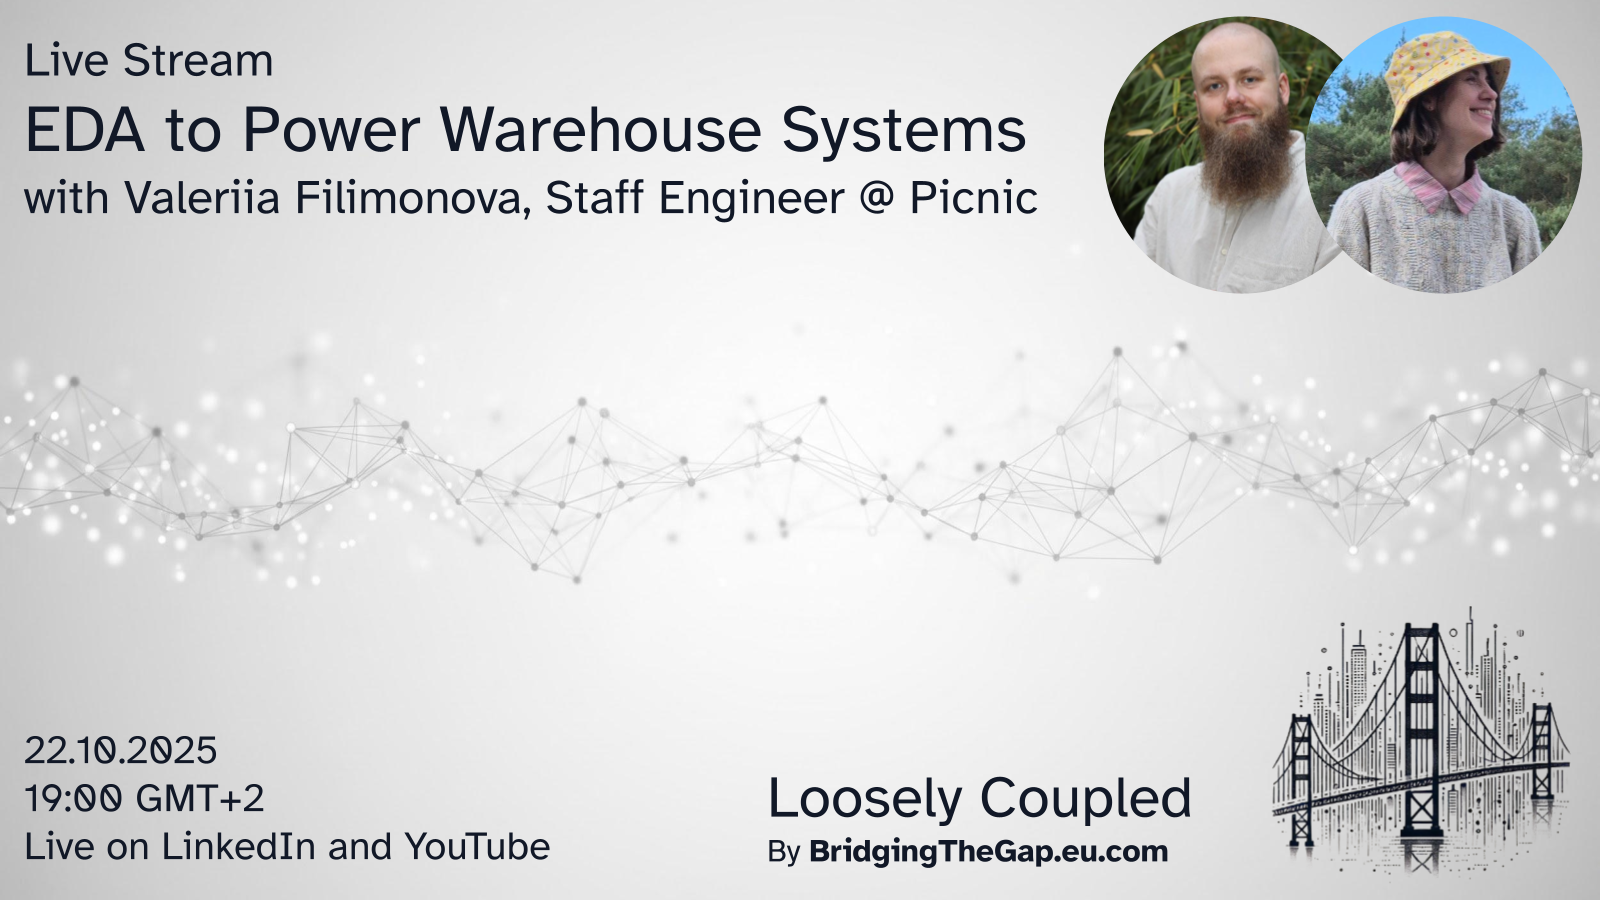 Live Stream
EDA to Power Warehouse Systems
with Valeriia Filimonova, Staff Engineer @ Picnic
22.10.2025
19:00 GMT+2
Live on LinkedIn and YouTube
Loosely Coupled
By BridgingTheGap.eu.com